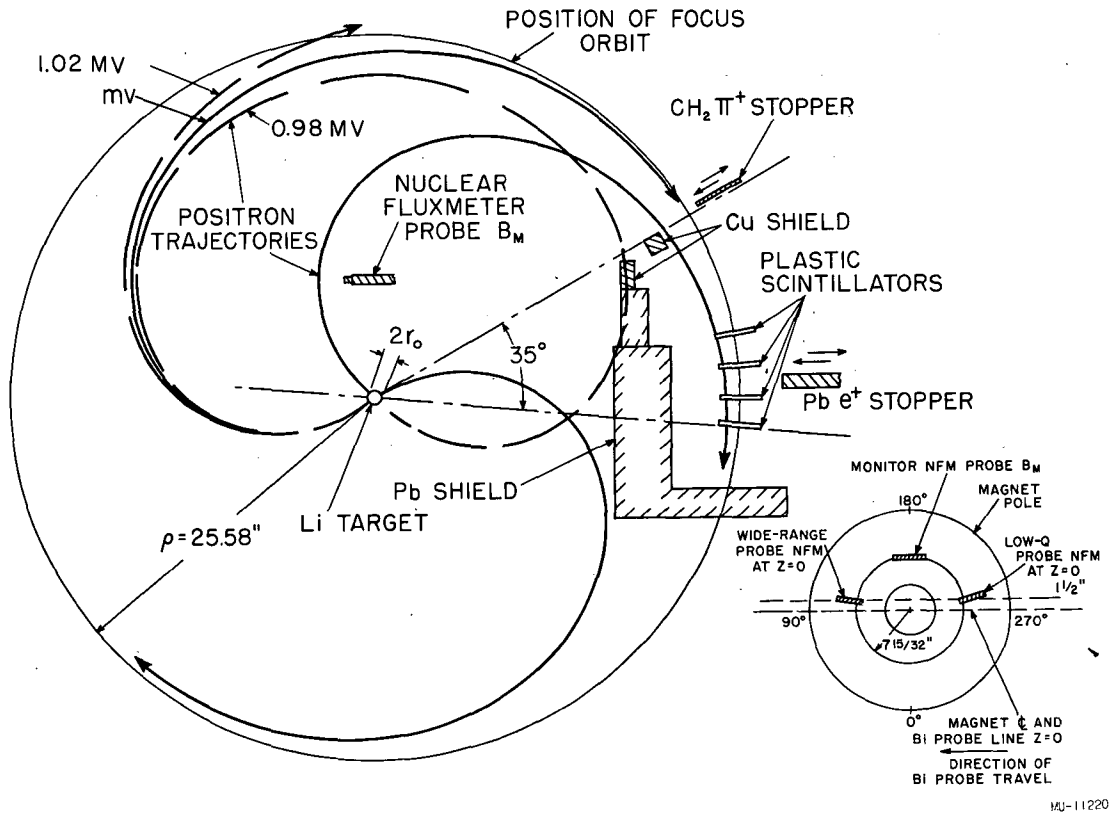 POSITION OF FOCUS
ORBIT
1.02 MV
mv
0.98 MV
CH₂ π⁺ STOPPER
NUCLEAR
FLUXMETER
PROBE B_M
POSITRON
TRAJECTORIES
Cu SHIELD
PLASTIC
SCINTILLATORS
2r₀
35°
Pb e⁺ STOPPER
Pb SHIELD
Li TARGET
ρ=25.58"
MONITOR NFM PROBE B_M
180°
MAGNET
POLE
WIDE-RANGE
PROBE NFM
AT Z=0
LOW-Q
PROBE NFM
AT Z=0
1 1/2"
90°
270°
7 15/32"
0°
MAGNET ℄ AND
BI PROBE LINE Z=0
DIRECTION OF
BI PROBE TRAVEL
MU-11220